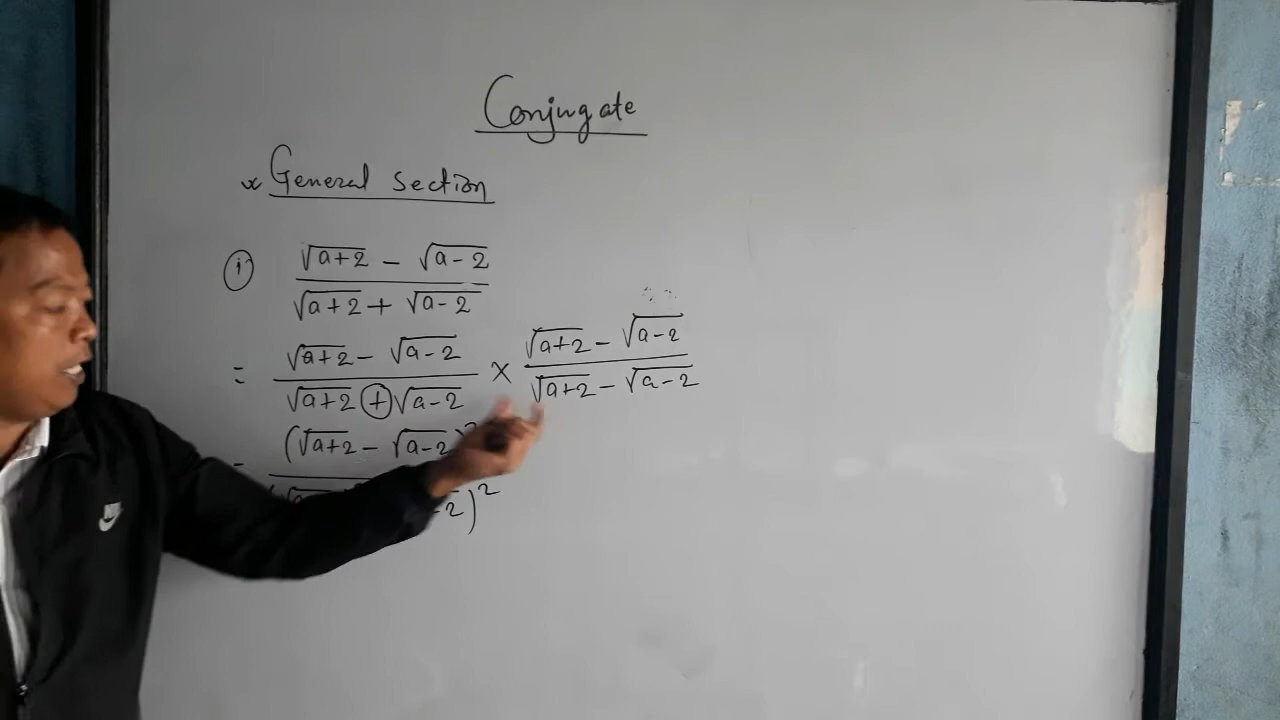 Conjugate
* General Section
① √(a+2) - √(a-2)
√(a+2) + √(a-2)
= √(a+2) - √(a-2) × √(a+2) - √(a-2)
√(a+2) + √(a-2) √(a+2) - √(a-2)
= (√(a+2) - √(a-2))²
-2)²